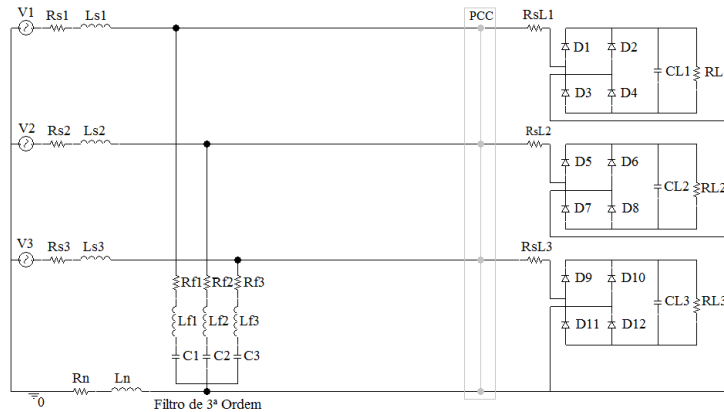 V1
Rs1 Ls1
PCC
RsL1
D1 D2
CL1 RL
D3 D4
V2
Rs2 Ls2
RsL2
D5 D6
CL2 RL2
D7 D8
V3
Rs3 Ls3
RsL3
D9 D10
CL3 RL3
D11 D12
Rf1 Rf2 Rf3
Lf1 Lf2 Lf3
C1 C2 C3
Rn Ln
0
Filtro de 3ª Ordem